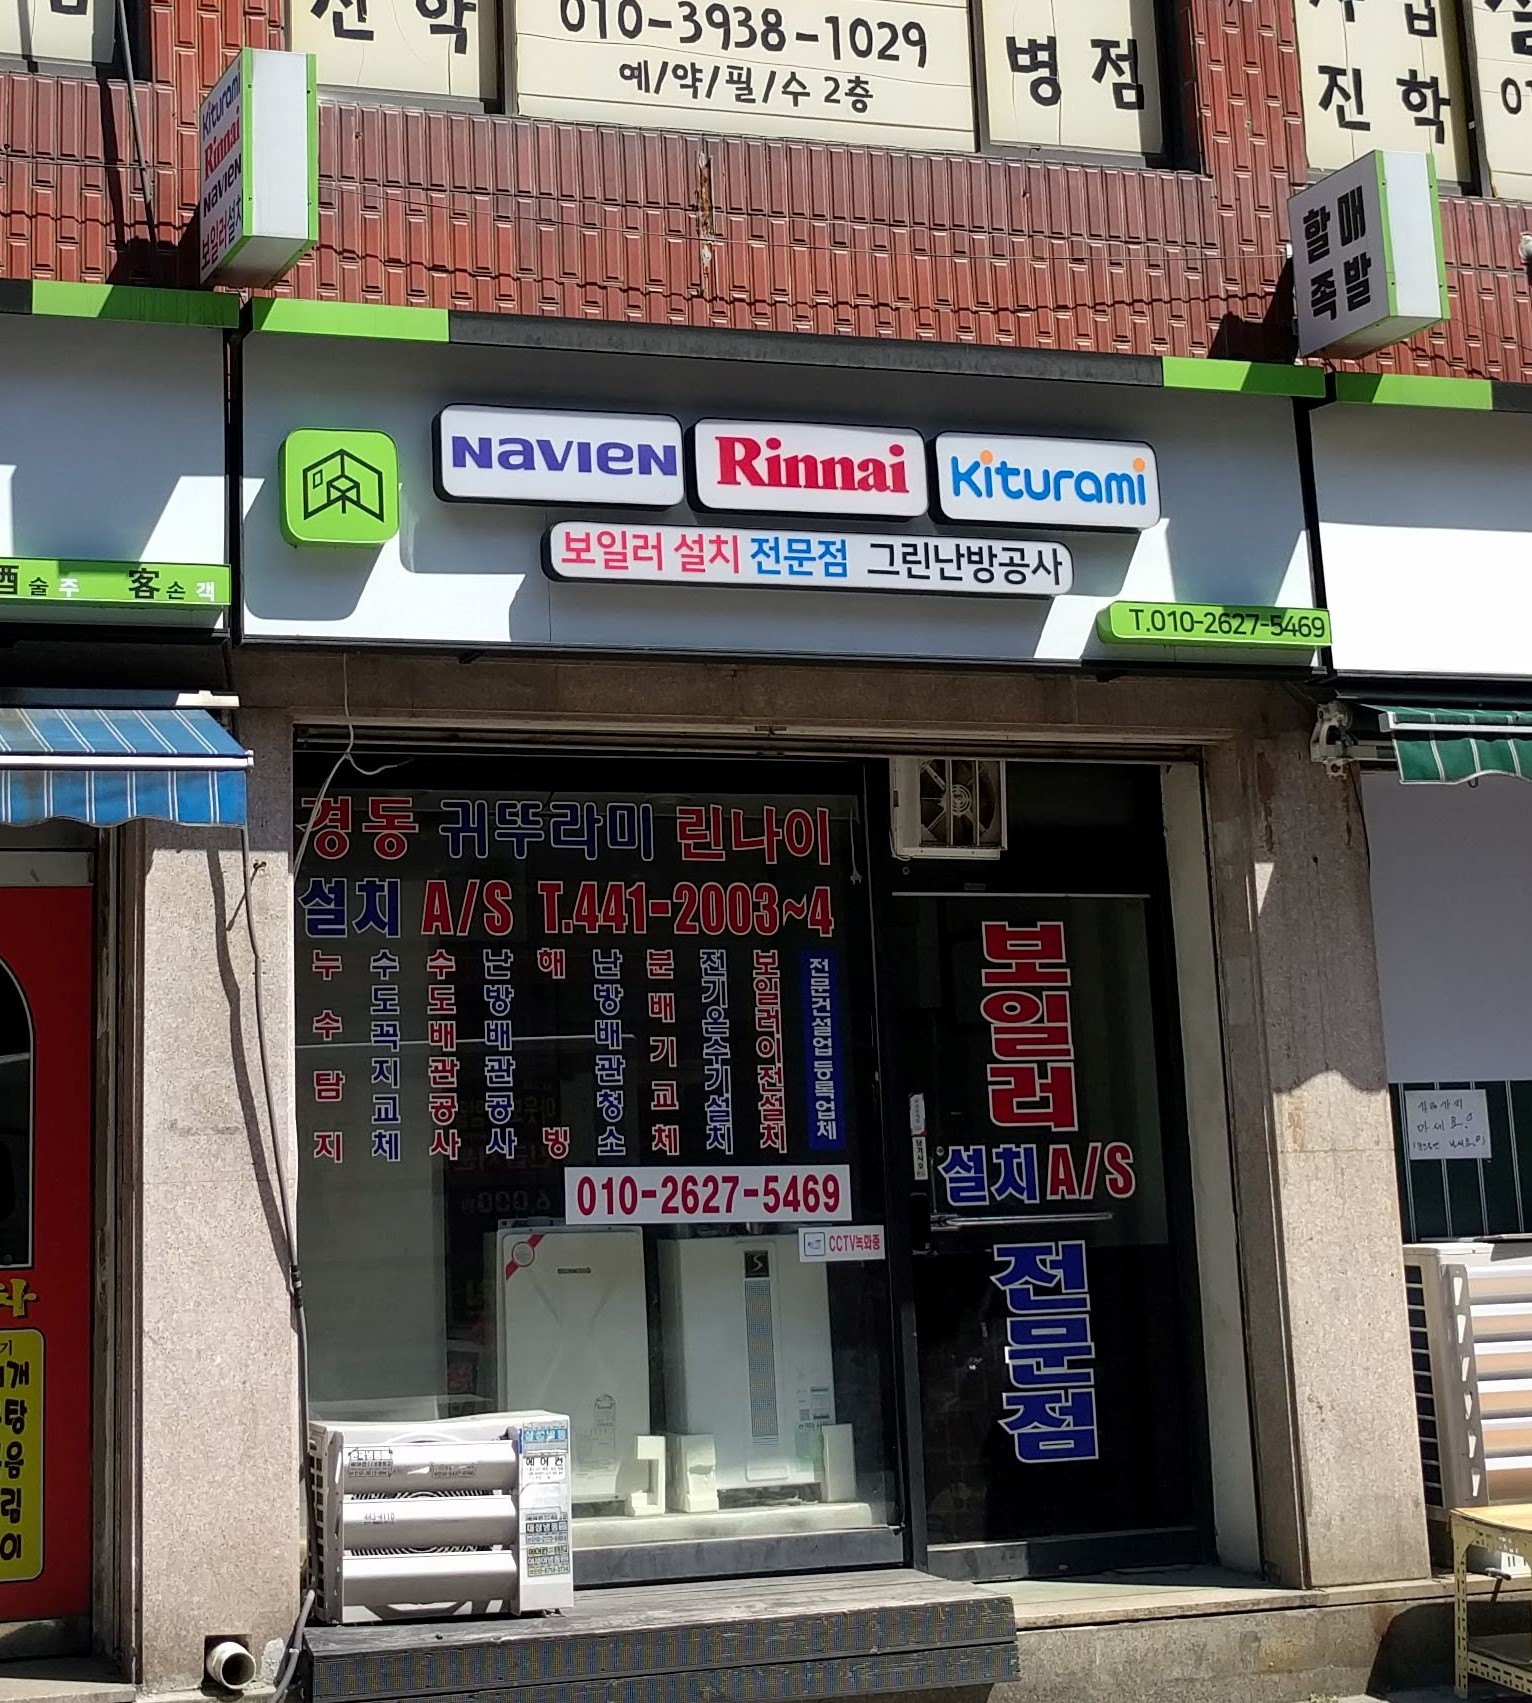 진 학
010-3938-1029
예/약/필/수 2층
병 점
진 학
Kiturami
Rinnai
NAVIEN
보일러설치
할매
족발
NAVIEN
Rinnai
Kiturami
보일러 설치 전문점 그린난방공사
T.010-2627-5469
酒 술 주 客 손 객
경동 귀뚜라미 린나이
설치 A/S T.441-2003~4
누수탐지
수도꼭지교체
수도배관공사
난방배관공사
해빙
난방배관청소
분배기교체
전기온수기설치
보일러이전설치
전문건설업 등록업체
010-2627-5469
CCTV녹화중
보일러
설치 A/S
전문점
에어컨